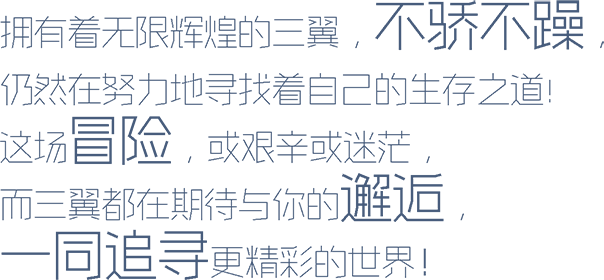 拥有着无限辉煌的三翼，不骄不躁，
仍然在努力地寻找着自己的生存之道!
这场冒险，或艰辛或迷茫，
而三翼都在期待与你的邂逅，
一同追寻更精彩的世界!